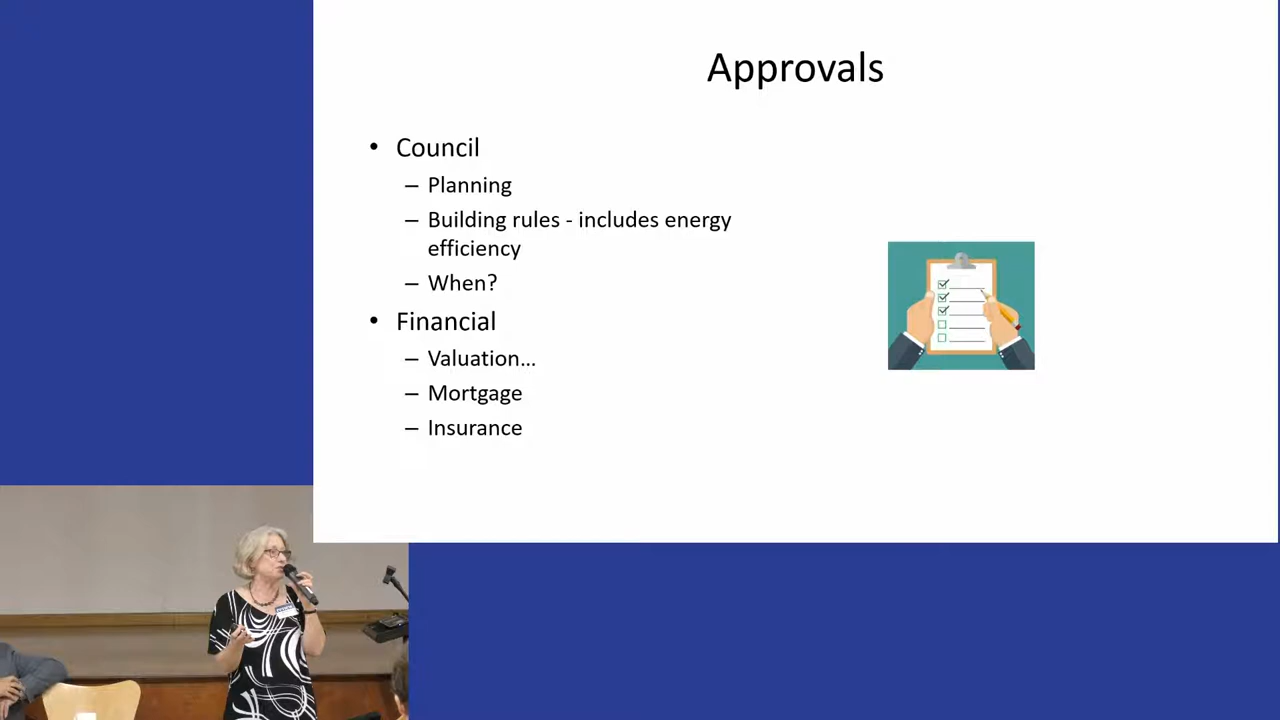 Approvals
• Council
– Planning
– Building rules - includes energy
efficiency
– When?
• Financial
– Valuation...
– Mortgage
– Insurance